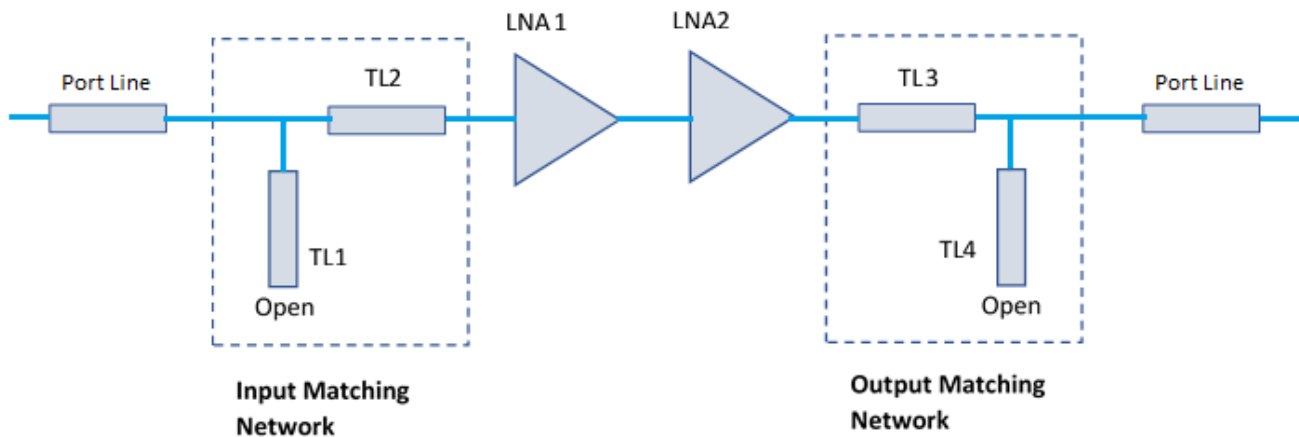 LNA 1
LNA2
Port Line
TL2
TL3
Port Line
TL1
Open
TL4
Open
Input Matching
Network
Output Matching
Network